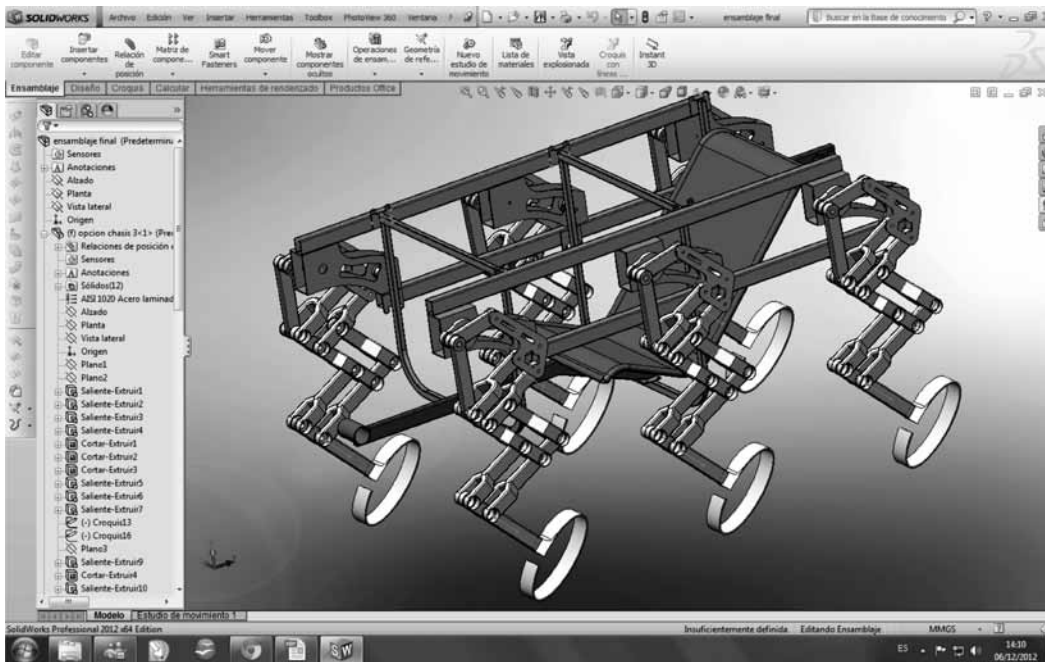 SOLIDWORKS Archivo Edición Ver Insertar Herramientas Toolbox PhotoView 360 Ventana ? ensamblaje final Buscar en la Base de conocimiento
Editar componente
Insertar componentes
Relación de posición
Matriz de compone...
Smart Fasteners
Mover componente
Mostrar componentes ocultos
Operaciones de ensam...
Geometría de refe...
Nuevo estudio de movimiento
Lista de materiales
Vista explosionada
Croquis con líneas ...
Instant 3D
Ensamblaje Diseño Croquis Calcular Herramientas de renderizado Productos Office
ensamblaje final (Predetermina
Sensores
Anotaciones
Alzado
Planta
Vista lateral
Origen
(f) opcion chasis 3<1> (Pre
Relaciones de posición
Sensores
Anotaciones
Sólidos(12)
AISI 1020 Acero laminad
Alzado
Planta
Vista lateral
Origen
Plano1
Plano2
Saliente-Extruir1
Saliente-Extruir2
Saliente-Extruir3
Saliente-Extruir4
Cortar-Extruir1
Cortar-Extruir2
Cortar-Extruir3
Saliente-Extruir5
Saliente-Extruir6
Saliente-Extruir7
(-) Croquis13
(-) Croquis16
Plano3
Saliente-Extruir9
Cortar-Extruir4
Saliente-Extruir10
Modelo Estudio de movimiento 1
SolidWorks Professional 2012 x64 Edition Insuficientemente definida Editando Ensamblaje MMGS
ES 14:10
06/12/2012